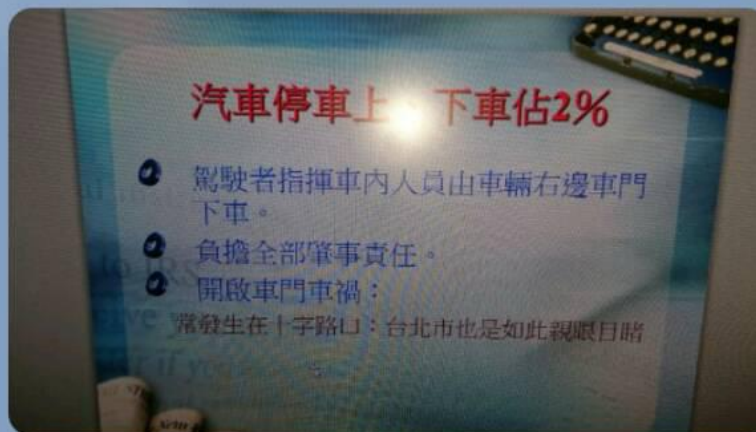 汽車停車上、下車佔2%
駕駛者指揮車內人員由車輛右邊車門
下車。
負擔全部肇事責任。
開啟車門車禍：
常發生在十字路口：台北市也是如此親眼目睹